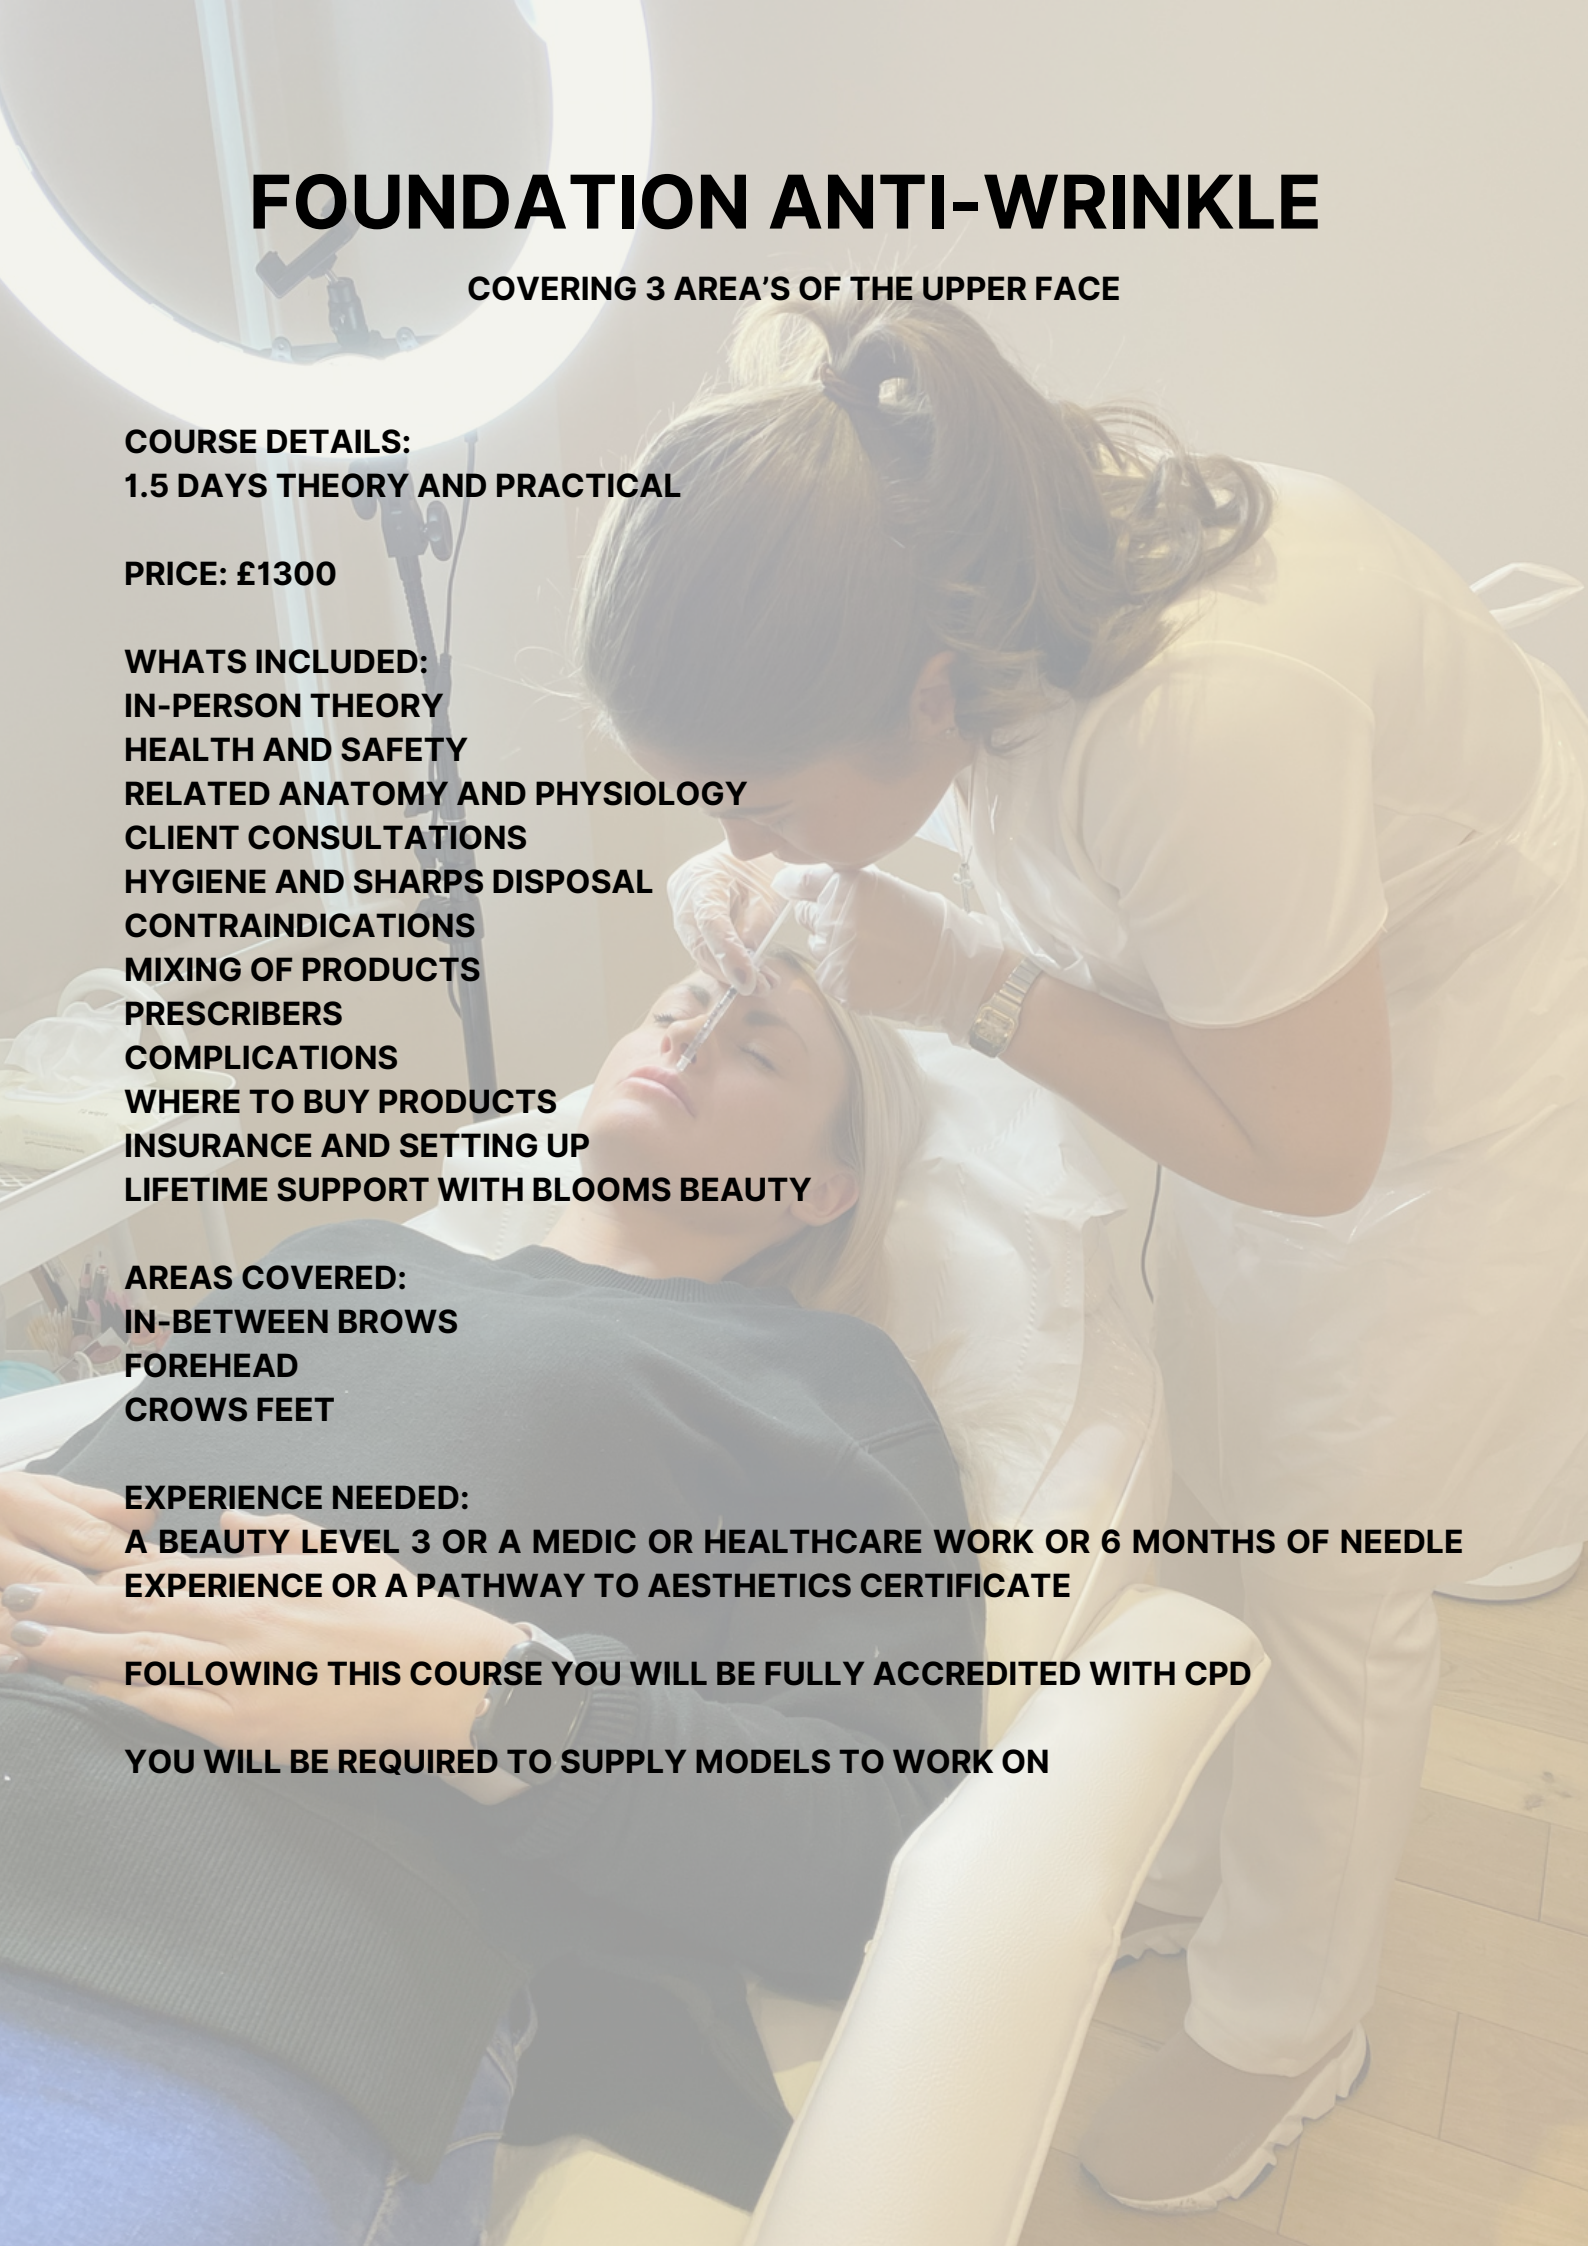 FOUNDATION ANTI-WRINKLE
COVERING 3 AREA’S OF THE UPPER FACE
COURSE DETAILS:
1.5 DAYS THEORY AND PRACTICAL
PRICE: £1300
WHATS INCLUDED:
IN-PERSON THEORY
HEALTH AND SAFETY
RELATED ANATOMY AND PHYSIOLOGY
CLIENT CONSULTATIONS
HYGIENE AND SHARPS DISPOSAL
CONTRAINDICATIONS
MIXING OF PRODUCTS
PRESCRIBERS
COMPLICATIONS
WHERE TO BUY PRODUCTS
INSURANCE AND SETTING UP
LIFETIME SUPPORT WITH BLOOMS BEAUTY
AREAS COVERED:
IN-BETWEEN BROWS
FOREHEAD
CROWS FEET
EXPERIENCE NEEDED:
A BEAUTY LEVEL 3 OR A MEDIC OR HEALTHCARE WORK OR 6 MONTHS OF NEEDLE
EXPERIENCE OR A PATHWAY TO AESTHETICS CERTIFICATE
FOLLOWING THIS COURSE YOU WILL BE FULLY ACCREDITED WITH CPD
YOU WILL BE REQUIRED TO SUPPLY MODELS TO WORK ON